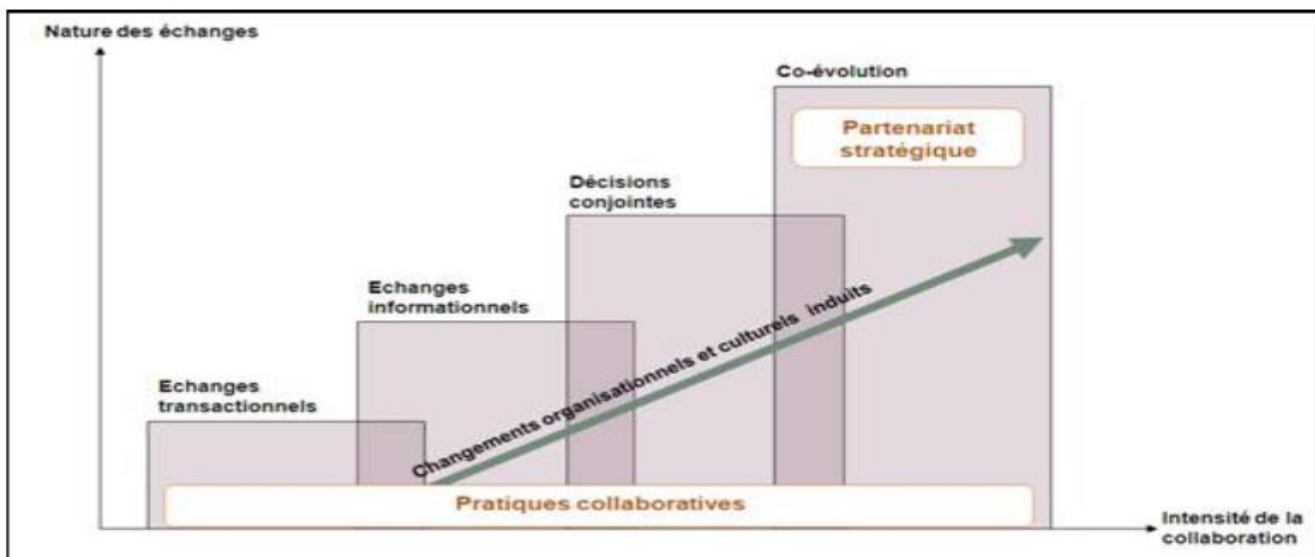 Nature des échanges
Co-évolution
Partenariat
stratégique
Décisions
conjointes
Echanges
informationnels
Echanges
transactionnels
Changements organisationnels et culturels induits
Pratiques collaboratives
Intensité de la
collaboration